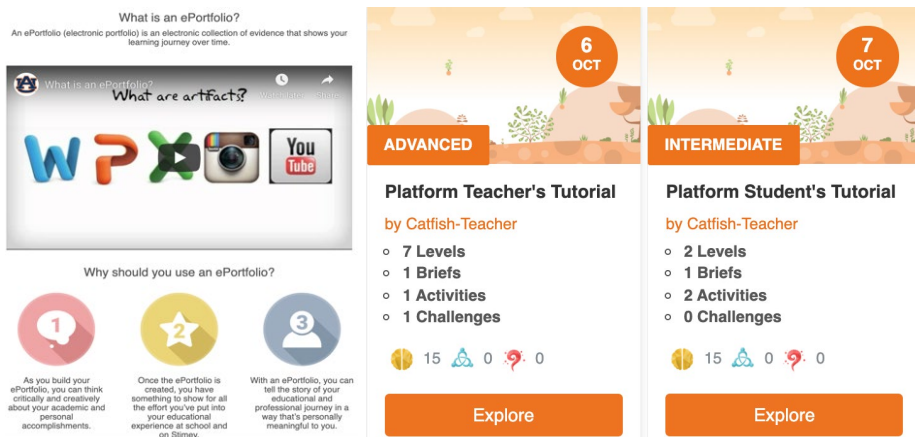 What is an ePortfolio?
An ePortfolio (electronic portfolio) is an electronic collection of evidence that shows your
learning journey over time.
What is an ePortfolio?
What are artifacts?
W P X You
Tube
Why should you use an ePortfolio?
1
As you build your
ePortfolio, you can think
critically and creatively
about your academic and
personal
accomplishments.
2
Once the ePortfolio is
created, you have
something to show for all
the effort you've put into
your educational
experience at school and
on Stimey.
3
With an ePortfolio, you can
tell the story of your
educational and
professional journey in a
way that's personally
meaningful to you.
6
OCT
ADVANCED
Platform Teacher's Tutorial
by Catfish-Teacher
7 Levels
1 Briefs
1 Activities
1 Challenges
15 0 0
Explore
7
OCT
INTERMEDIATE
Platform Student's Tutorial
by Catfish-Teacher
2 Levels
1 Briefs
2 Activities
0 Challenges
15 0 0
Explore